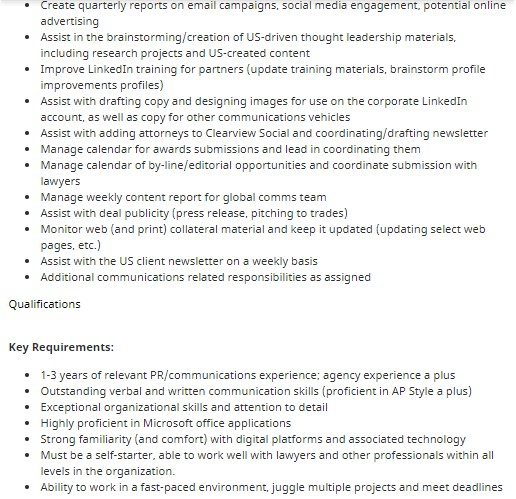 Create quarterly reports on email campaigns, social media engagement, potential online
advertising
Assist in the brainstorming/creation of US-driven thought leadership materials,
including research projects and US-created content
Improve LinkedIn training for partners (update training materials, brainstorm profile
improvements profiles)
Assist with drafting copy and designing images for use on the corporate LinkedIn
account, as well as copy for other communications vehicles
Assist with adding attorneys to Clearview Social and coordinating/drafting newsletter
Manage calendar for awards submissions and lead in coordinating them
Manage calendar of by-line/editorial opportunities and coordinate submission with
lawyers
Manage weekly content report for global comms team
Assist with deal publicity (press release, pitching to trades)
Monitor web (and print) collateral material and keep it updated (updating select web
pages, etc.)
Assist with the US client newsletter on a weekly basis
Additional communications related responsibilities as assigned
Qualifications
Key Requirements:
1-3 years of relevant PR/communications experience; agency experience a plus
Outstanding verbal and written communication skills (proficient in AP Style a plus)
Exceptional organizational skills and attention to detail
Highly proficient in Microsoft office applications
Strong familiarity (and comfort) with digital platforms and associated technology
Must be a self-starter, able to work well with lawyers and other professionals within all
levels in the organization.
Ability to work in a fast-paced environment, juggle multiple projects and meet deadlines